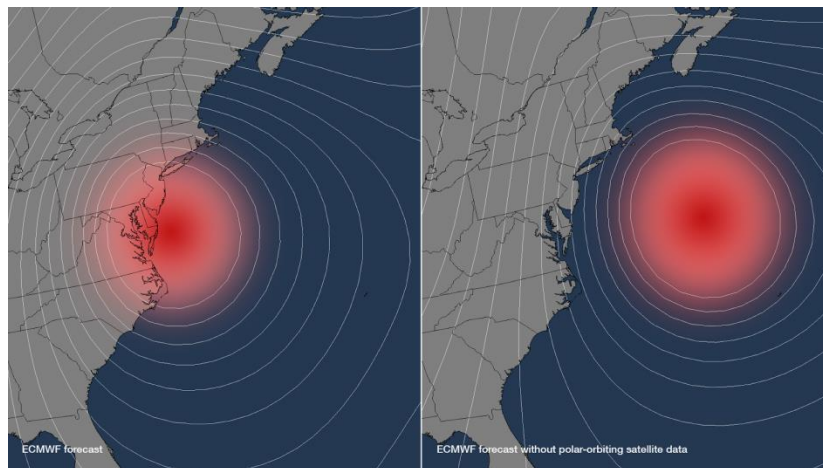 ECMWF forecast
ECMWF forecast without polar-orbiting satellite data